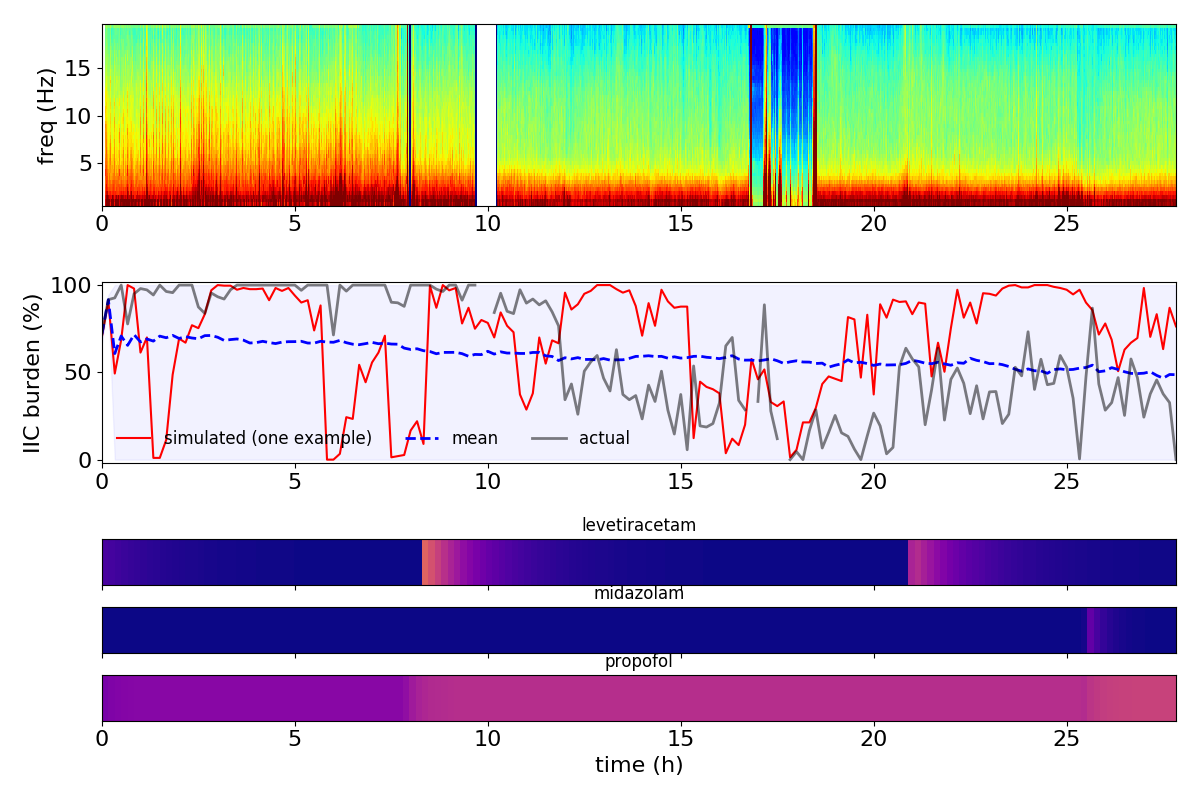 freq (Hz)
15
10
5
0 5 10 15 20 25
IIC burden (%)
100
50
0
simulated (one example) mean actual
0 5 10 15 20 25
levetiracetam
midazolam
propofol
0 5 10 15 20 25
time (h)